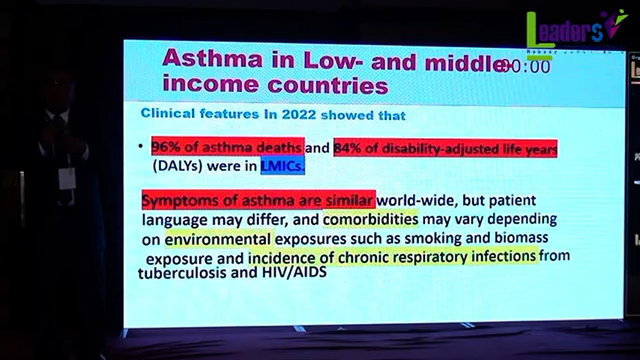 Leaders
Asthma in Low- and middle-
00:00
income countries
Clinical features In 2022 showed that
• 96% of asthma deaths and 84% of disability-adjusted life years
(DALYs) were in LMICs.
Symptoms of asthma are similar world-wide, but patient
language may differ, and comorbidities may vary depending
on environmental exposures such as smoking and biomass
exposure and incidence of chronic respiratory infections from
tuberculosis and HIV/AIDS